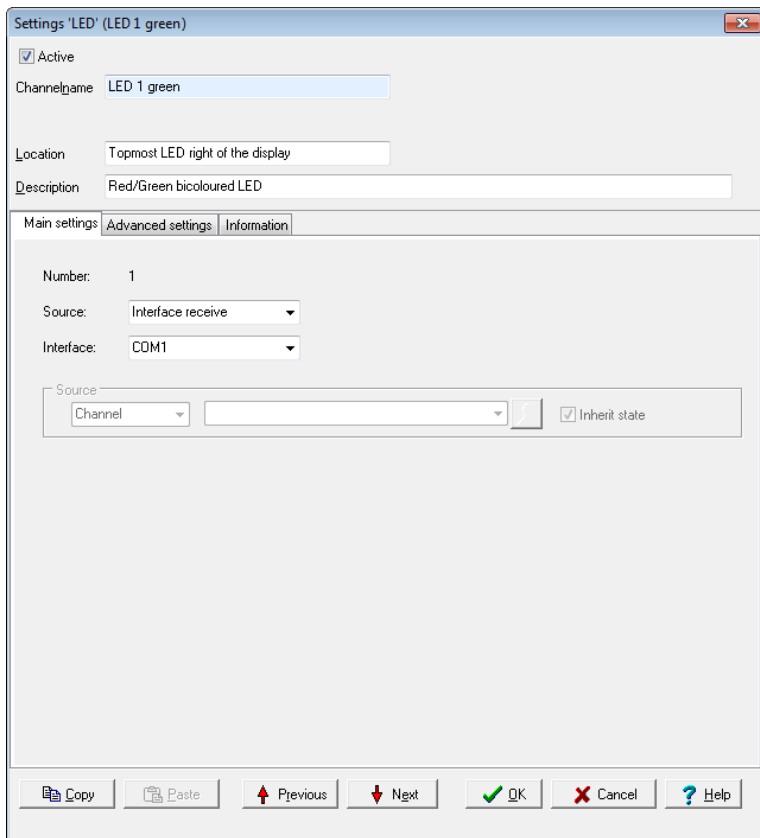 Settings 'LED' (LED 1 green)
Active
Channelname LED 1 green
Location Topmost LED right of the display
Description Red/Green bicoloured LED
Main settings Advanced settings Information
Number: 1
Source: Interface receive
Interface: COM1
Source
Channel Inherit state
Copy Paste Previous Next OK Cancel Help